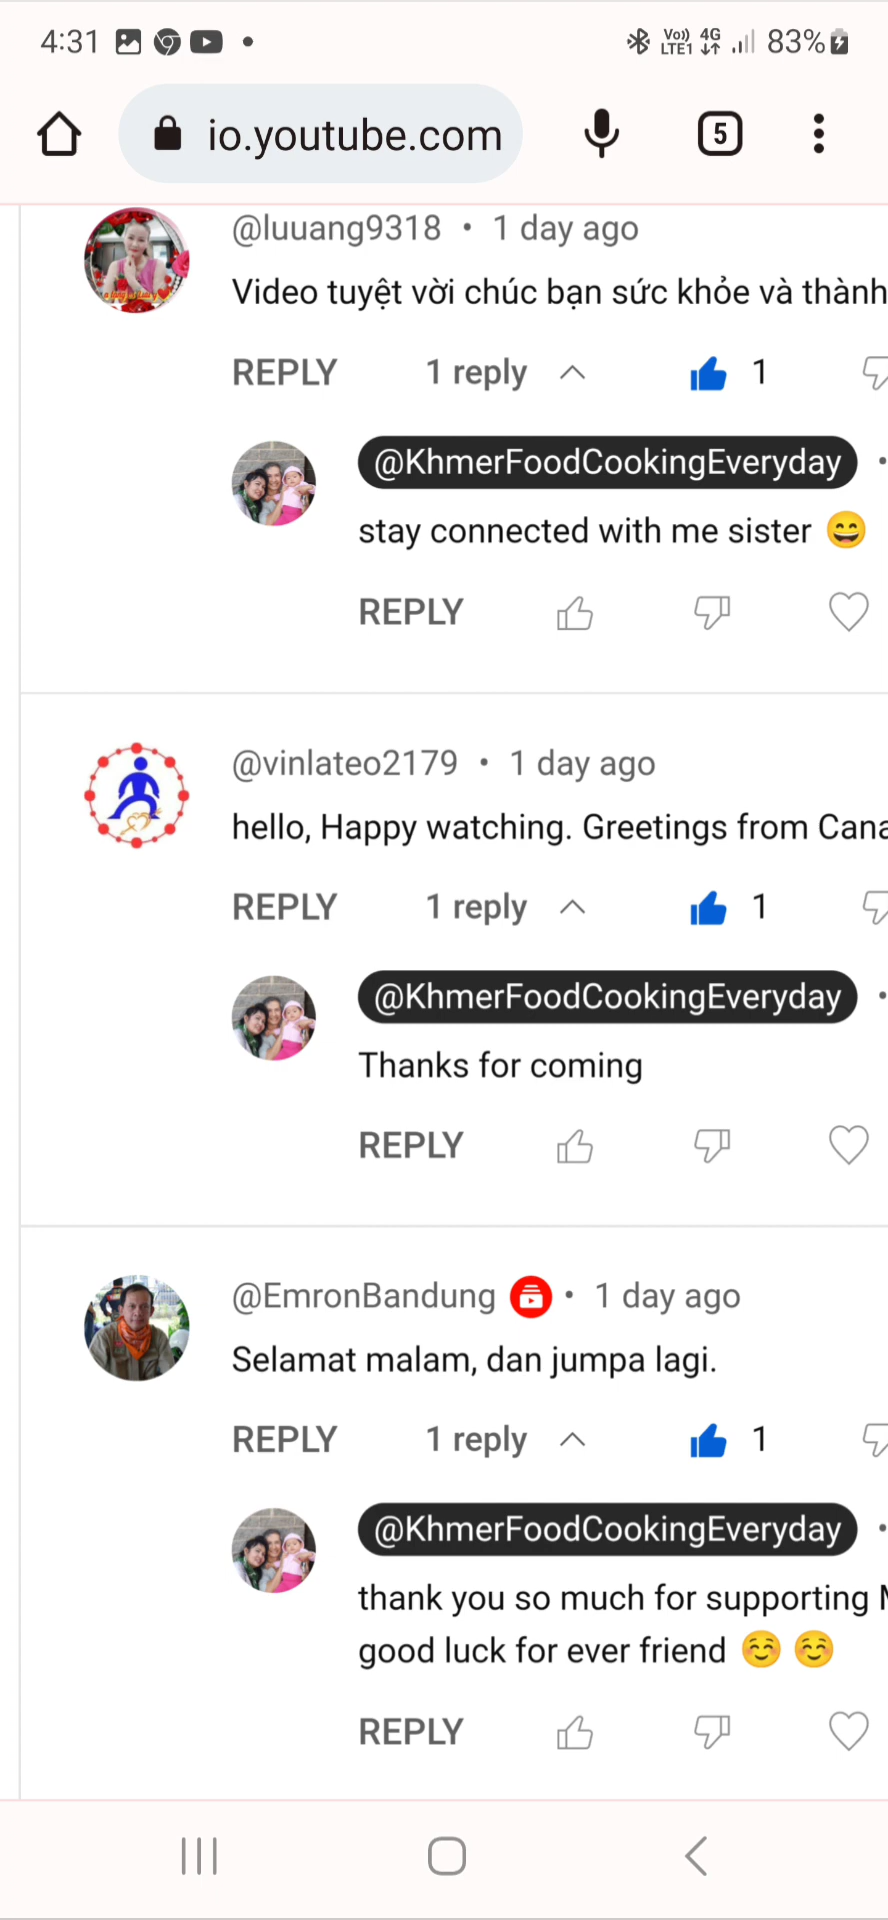 4:31
Vo)) LTE1 4G 83%
io.youtube.com
5
@luuang9318 • 1 day ago
Video tuyệt vời chúc bạn sức khỏe và thành
REPLY 1 reply 1
@KhmerFoodCookingEveryday •
stay connected with me sister 😄
REPLY
@vinlateo2179 • 1 day ago
hello, Happy watching. Greetings from
REPLY 1 reply 1
@KhmerFoodCookingEveryday •
Thanks for coming
REPLY
@EmronBandung • 1 day ago
Selamat malam, dan jumpa lagi.
REPLY 1 reply 1
@KhmerFoodCookingEveryday •
thank you so much for supporting
good luck for ever friend ☺️ ☺️
REPLY